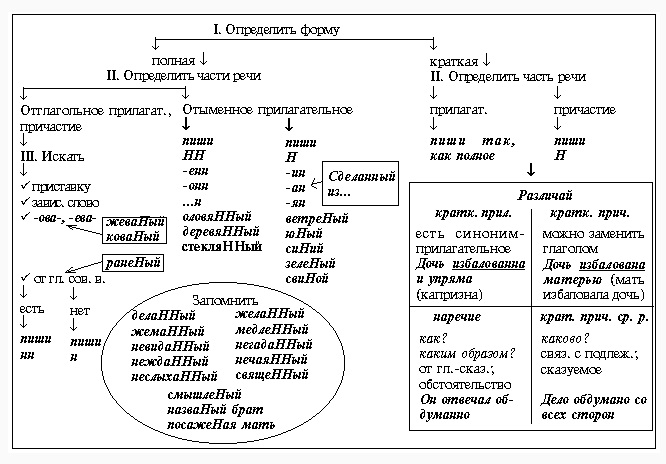 I. Определить форму
полная ↓
краткая ↓
II. Определить части речи
II. Определить часть речи
Отглагольное прилагат.,
причастие
III. Искать
✓ приставку
✓ завис. слово
✓ -ова-, -ева-
жеваНый
коваНый
ранеНый
✓ от гл. сов. в.
есть
нет
пиши
нн
пиши
н
Отыменное прилагательное
пиши
НН
-енн
-онн
...н
оловяННый
деревяННый
стекляННый
пиши
Н
-ин
-ан
-ян
ветреНый
юНый
сиНий
зелеНый
свиНой
Сделанный
из...
Запомнить
делаННый
жемаННый
невидаННый
неждаННый
неслыхаННый
желаННый
медлеННый
негадаННый
нечаяННый
свящеННый
смышлеНый
назваНый брат
посажеНая мать
прилагат.
пиши так,
как полное
причастие
пиши
Н
Различай
кратк. прил.
есть синоним-
прилагательное
Дочь избалованна
и упряма
(капризна)
кратк. прич.
можно заменить
глаголом
Дочь избалована
матерью (мать
избаловала дочь)
наречие
как?
каким образом?
от гл.-сказ.;
обстоятельство
Он отвечал об-
думанно
крат. прич. ср. р.
каково?
связ. с подлеж.;
сказуемое
Дело обдумано со
всех сторон